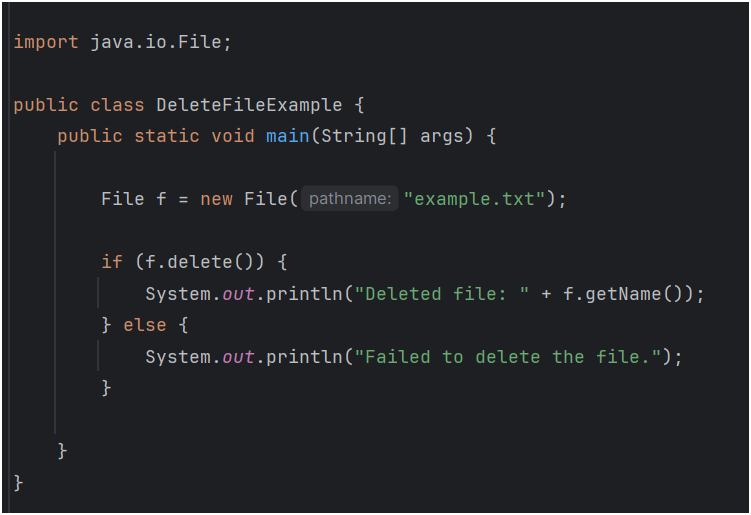 import java.io.File;
public class DeleteFileExample {
public static void main(String[] args) {
File f = new File( pathname: "example.txt");
if (f.delete()) {
System.out.println("Deleted file: " + f.getName());
} else {
System.out.println("Failed to delete the file.");
}
}
}